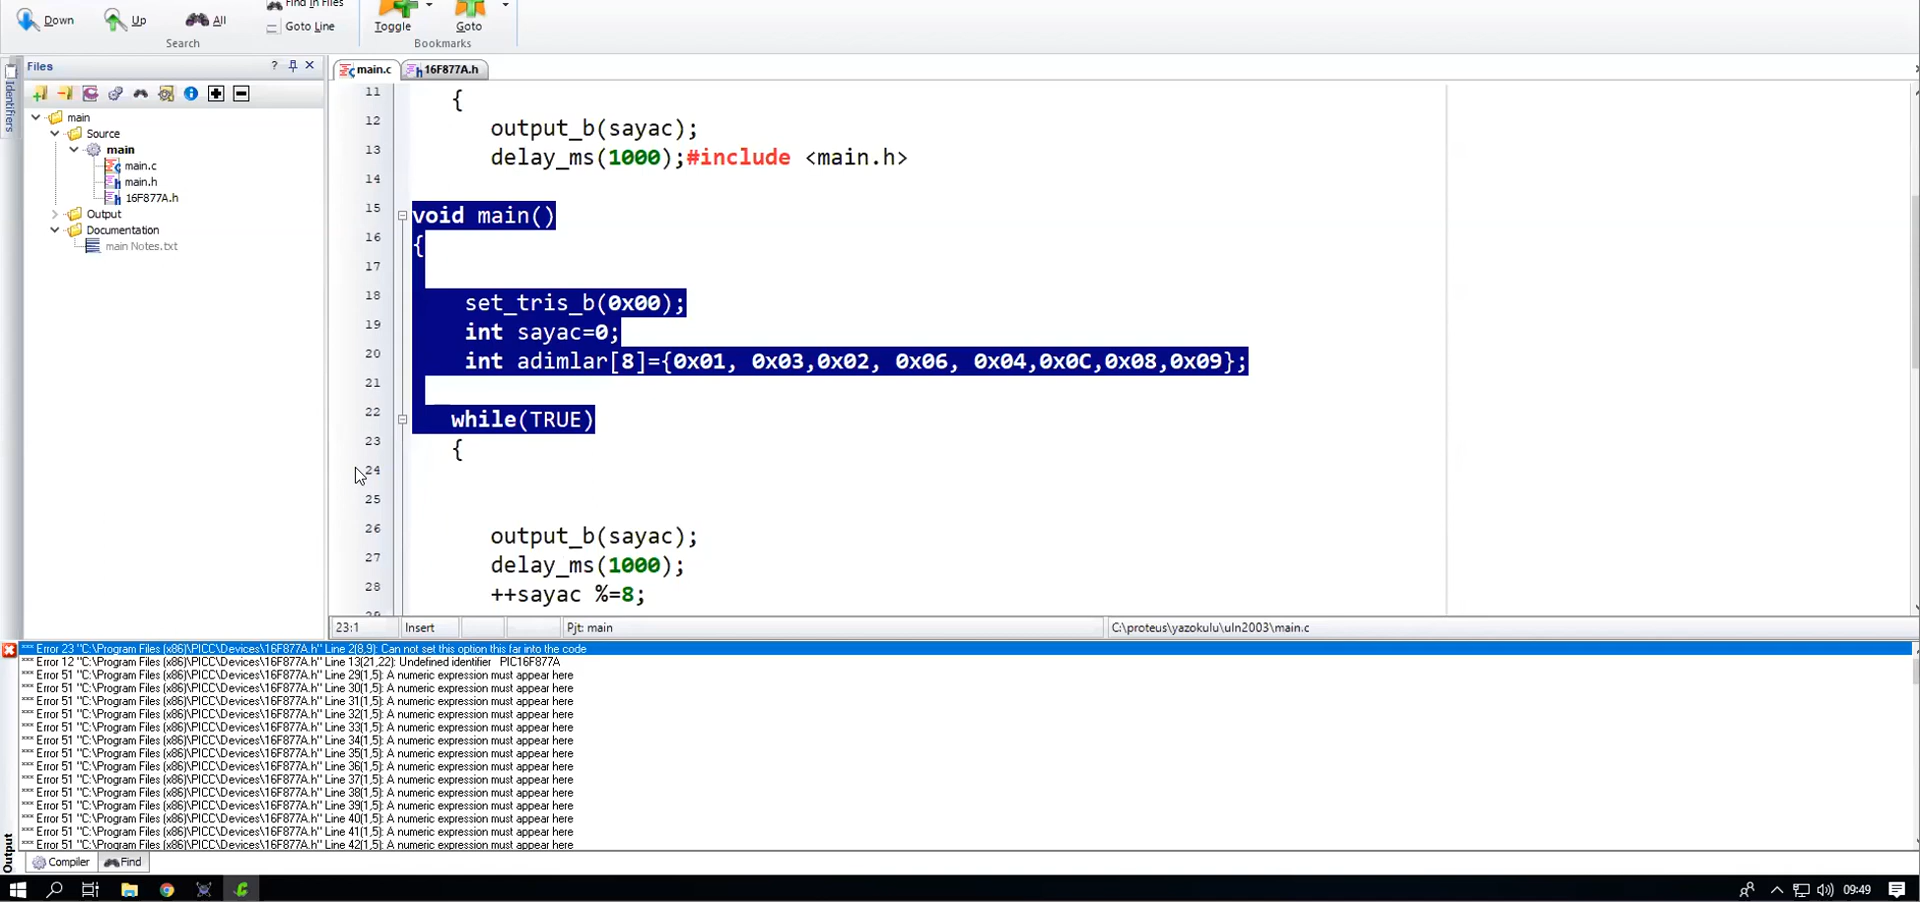 Down Up All Find In Files
Goto Line
Toggle Goto
Search Bookmarks
Files ?
main.c 16F877A.h
Identifiers
main
Source
main
main.c
main.h
16F877A.h
Output
Documentation
main Notes.txt
11 {
12 output_b(sayac);
13 delay_ms(1000);#include <main.h>
14
15 void main()
16 {
17
18 set_tris_b(0x00);
19 int sayac=0;
20 int adimlar[8]={0x01, 0x03,0x02, 0x06, 0x04,0x0C,0x08,0x09};
21
22 while(TRUE)
23 {
24
25
26 output_b(sayac);
27 delay_ms(1000);
28 ++sayac %=8;
29
23:1 Insert Pjt: main C:\proteus\yazokulu\uln2003\main.c
*** Error 23 "C:\Program Files (x86)\PICC\Devices\16F877A.h" Line 2(8,9): Can not set this option this far into the code
*** Error 12 "C:\Program Files (x86)\PICC\Devices\16F877A.h" Line 13(21,22): Undefined identifier PIC16F877A
*** Error 51 "C:\Program Files (x86)\PICC\Devices\16F877A.h" Line 29(1,5): A numeric expression must appear here
*** Error 51 "C:\Program Files (x86)\PICC\Devices\16F877A.h" Line 30(1,5): A numeric expression must appear here
*** Error 51 "C:\Program Files (x86)\PICC\Devices\16F877A.h" Line 31(1,5): A numeric expression must appear here
*** Error 51 "C:\Program Files (x86)\PICC\Devices\16F877A.h" Line 32(1,5): A numeric expression must appear here
*** Error 51 "C:\Program Files (x86)\PICC\Devices\16F877A.h" Line 33(1,5): A numeric expression must appear here
*** Error 51 "C:\Program Files (x86)\PICC\Devices\16F877A.h" Line 34(1,5): A numeric expression must appear here
*** Error 51 "C:\Program Files (x86)\PICC\Devices\16F877A.h" Line 35(1,5): A numeric expression must appear here
*** Error 51 "C:\Program Files (x86)\PICC\Devices\16F877A.h" Line 36(1,5): A numeric expression must appear here
*** Error 51 "C:\Program Files (x86)\PICC\Devices\16F877A.h" Line 37(1,5): A numeric expression must appear here
*** Error 51 "C:\Program Files (x86)\PICC\Devices\16F877A.h" Line 38(1,5): A numeric expression must appear here
*** Error 51 "C:\Program Files (x86)\PICC\Devices\16F877A.h" Line 39(1,5): A numeric expression must appear here
*** Error 51 "C:\Program Files (x86)\PICC\Devices\16F877A.h" Line 40(1,5): A numeric expression must appear here
*** Error 51 "C:\Program Files (x86)\PICC\Devices\16F877A.h" Line 41(1,5): A numeric expression must appear here
*** Error 51 "C:\Program Files (x86)\PICC\Devices\16F877A.h" Line 42(1,5): A numeric expression must appear here
Output
Compiler Find
09:49